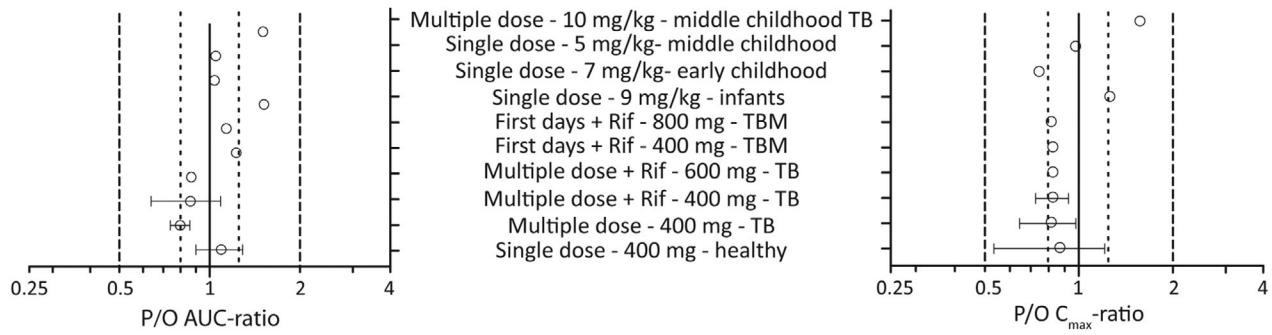 Multiple dose - 10 mg/kg - middle childhood TB
Single dose - 5 mg/kg- middle childhood
Single dose - 7 mg/kg- early childhood
Single dose - 9 mg/kg - infants
First days + Rif - 800 mg - TBM
First days + Rif - 400 mg - TBM
Multiple dose + Rif - 600 mg - TB
Multiple dose + Rif - 400 mg - TB
Multiple dose - 400 mg - TB
Single dose - 400 mg - healthy
0.25 0.5 1 2 4
P/O AUC-ratio
0.25 0.5 1 2 4
P/O Cmax-ratio